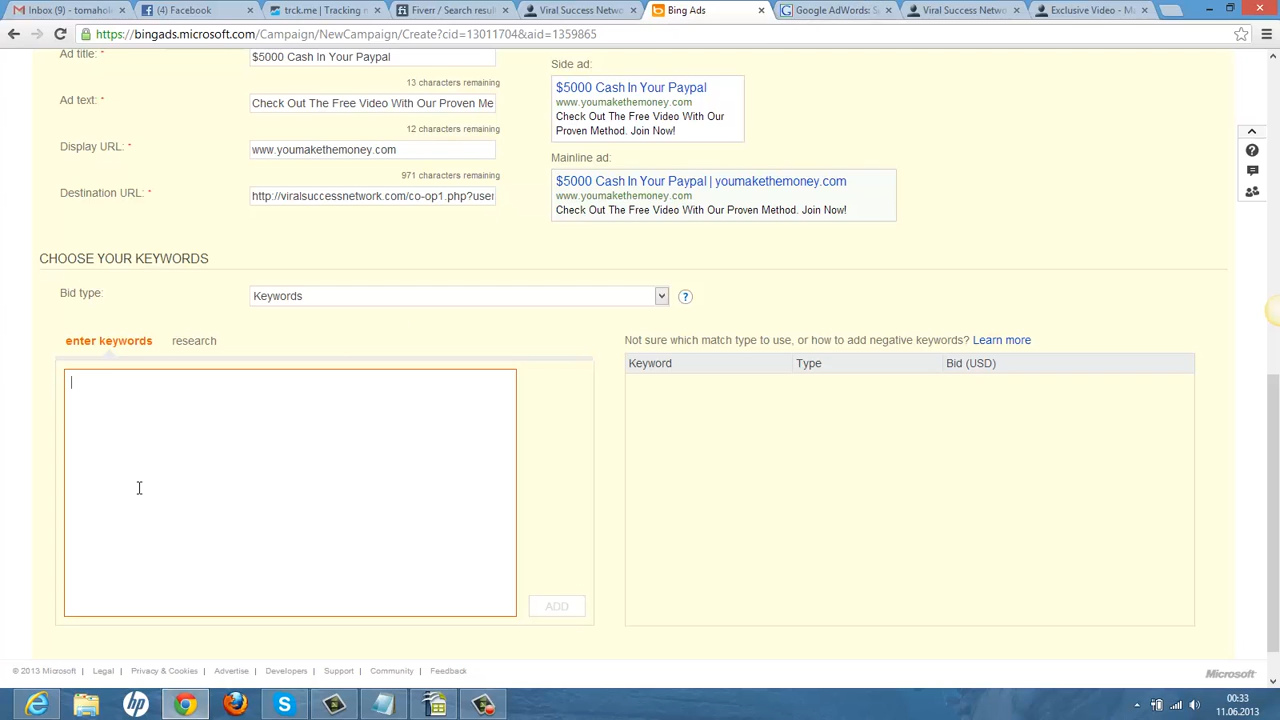 Inbox (9) - tomahok
(4) Facebook
trck.me | Tracking m
Fiverr / Search result
Viral Success Netwo
Bing Ads
Google AdWords: S
Viral Success Netwo
Exclusive Video - M
https://bingads.microsoft.com/Campaign/NewCampaign/Create?cid=13011704&aid=1359865
Ad title: *
$5000 Cash In Your Paypal
13 characters remaining
Ad text: *
Check Out The Free Video With Our Proven Me
12 characters remaining
Display URL: *
www.youmakethemoney.com
971 characters remaining
Destination URL: *
http://viralsuccessnetwork.com/co-op1.php?user
Side ad:
$5000 Cash In Your Paypal
www.youmakethemoney.com
Check Out The Free Video With Our
Proven Method. Join Now!
Mainline ad:
$5000 Cash In Your Paypal | youmakethemoney.com
www.youmakethemoney.com
Check Out The Free Video With Our Proven Method. Join Now!
CHOOSE YOUR KEYWORDS
Bid type:
Keywords
?
enter keywords
research
ADD
Not sure which match type to use, or how to add negative keywords? Learn more
Keyword Type Bid (USD)
© 2013 Microsoft | Legal | Privacy & Cookies | Advertise | Developers | Support | Community | Feedback
Microsoft
00:33
11.06.2013